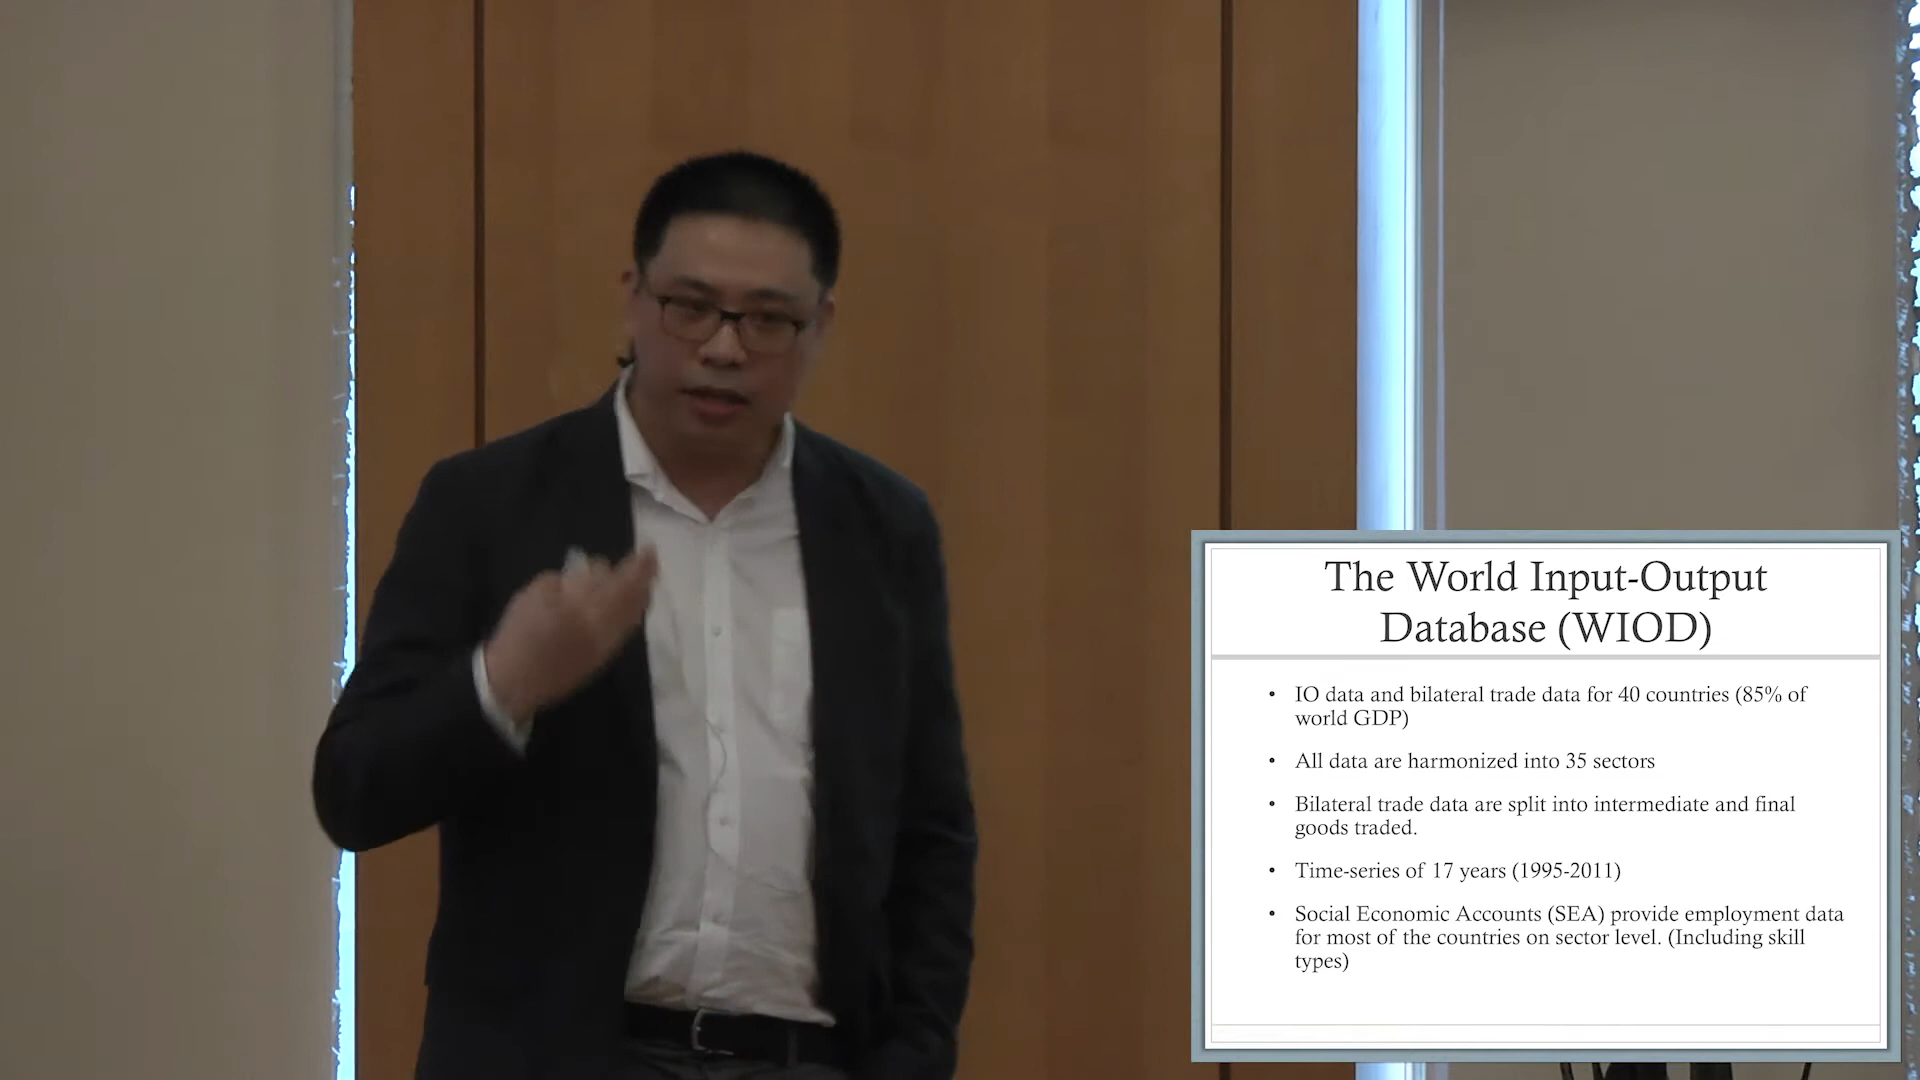 The World Input-Output
Database (WIOD)
• IO data and bilateral trade data for 40 countries (85% of
world GDP)
• All data are harmonized into 35 sectors
• Bilateral trade data are split into intermediate and final
goods traded.
• Time-series of 17 years (1995-2011)
• Social Economic Accounts (SEA) provide employment data
for most of the countries on sector level. (Including skill
types)